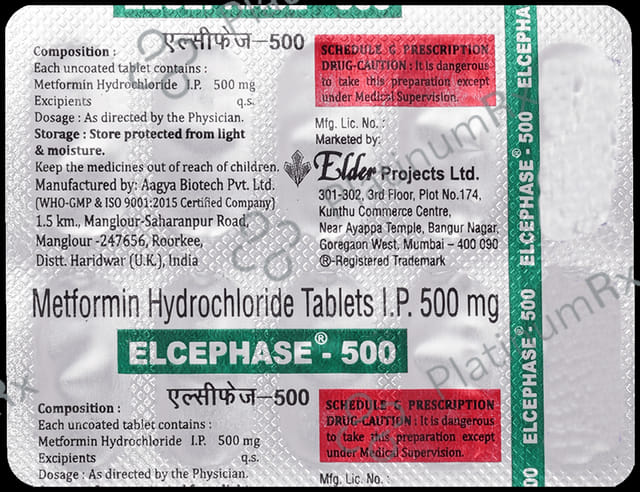 एल्सीफेज-500
Composition :
Each uncoated tablet contains :
Metformin Hydrochloride I.P. 500 mg
Excipients q.s.
Dosage : As directed by the Physician.
Storage : Store protected from light
& moisture.
Keep the medicines out of reach of children.
Manufactured by: Aagya Biotech Pvt. Ltd.
(WHO-GMP & ISO 9001:2015 Certified Company)
1.5 km., Manglour-Saharanpur Road,
Manglour -247656, Roorkee,
Distt. Haridwar (U.K.), India
SCHEDULE G PRESCRIPTION
DRUG-CAUTION : It is dangerous
to take this preparation except
under Medical Supervision.
Mfg. Lic. No. :
Marketed by:
Elder Projects Ltd.
301-302, 3rd Floor, Plot No.174,
Kunthu Commerce Centre,
Near Ayappa Temple, Bangur Nagar,
Goregaon West, Mumbai - 400 090
®-Registered Trademark
Metformin Hydrochloride Tablets I.P. 500 mg
ELCEPHASE® - 500
एल्सीफेज-500
Composition :
Each uncoated tablet contains :
Metformin Hydrochloride I.P. 500 mg
Excipients q.s.
Dosage : As directed by the Physician.
SCHEDULE G PRESCRIPTION
DRUG-CAUTION : It is dangerous
to take this preparation except
under Medical Supervision.
Mfg. Lic. No. :
ELCEPHA
ELCEPHASE® - 500
ELCEPHASE® - 500
PlatinumRx
PlatinumRx
PlatinumRx